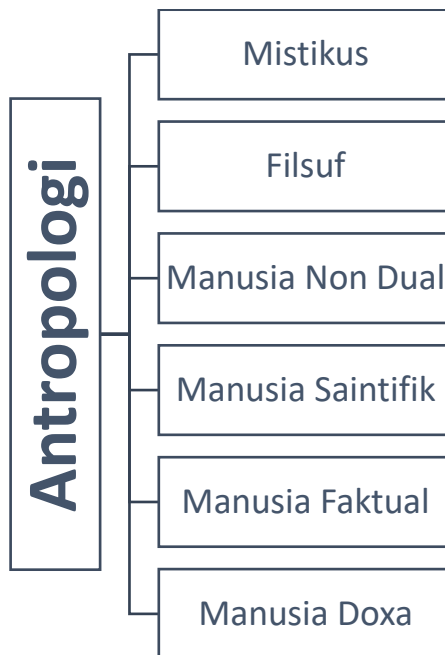 Antropologi
Mistikus
Filsuf
Manusia Non Dual
Manusia Saintifik
Manusia Faktual
Manusia Doxa